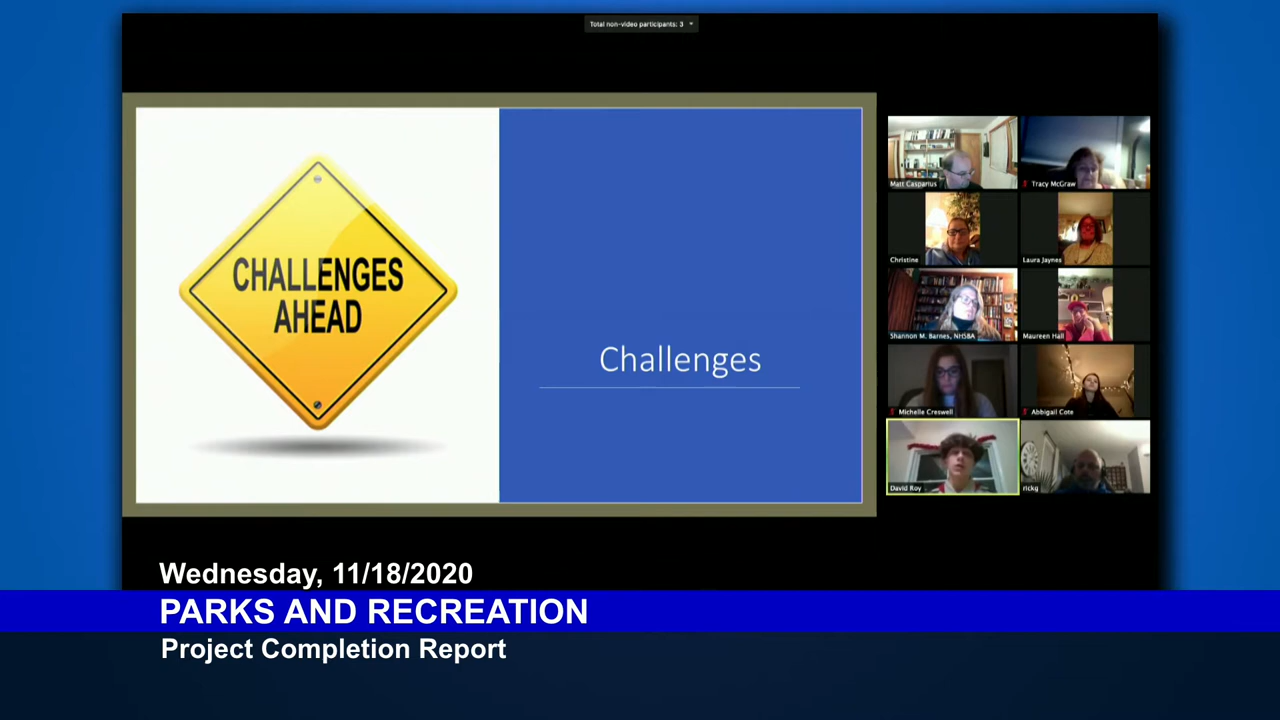 Total non-video participants: 3
CHALLENGES
AHEAD
Challenges
Matt Casparius
Tracy McGraw
Christine
Laura Jaynes
Shannon M. Barnes, NHSBA
Maureen Hall
Michelle Creswell
Abbigail Cote
David Roy
rickg
Wednesday, 11/18/2020
PARKS AND RECREATION
Project Completion Report